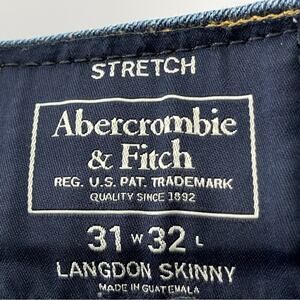 STRETCH
Abercrombie
& Fitch
REG. U.S. PAT. TRADEMARK
QUALITY SINCE 1892
31 W 32 L
LANGDON SKINNY
MADE IN GUATEMALA